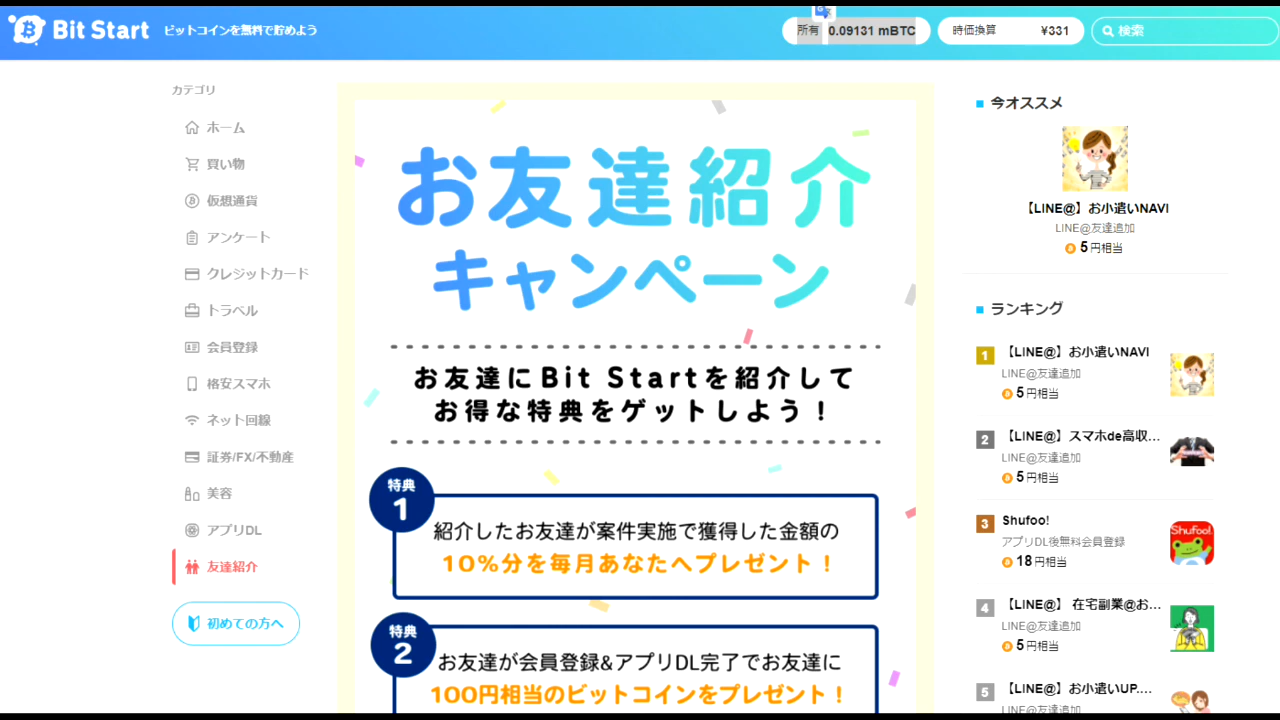 Bit Start
ビットコインを無料で貯めよう
所有 0.09131 mBTC
時価換算 ¥331
検索
カテゴリ
ホーム
買い物
仮想通貨
アンケート
クレジットカード
トラベル
会員登録
格安スマホ
ネット回線
証券/FX/不動産
美容
アプリDL
友達紹介
初めての方へ
お友達紹介
キャンペーン
お友達にBit Startを紹介して
お得な特典をゲットしよう！
特典
1
紹介したお友達が案件実施で獲得した金額の
10%分を毎月あなたへプレゼント！
特典
2
お友達が会員登録&アプリDL完了でお友達に
100円相当のビットコインをプレゼント！
今オススメ
【LINE@】お小遣いNAVI
LINE@友達追加
5円相当
ランキング
1
【LINE@】お小遣いNAVI
LINE@友達追加
5円相当
2
【LINE@】スマホde高収...
LINE@友達追加
5円相当
3
Shufoo!
アプリDL後無料会員登録
18円相当
Shufoo!
4
【LINE@】 在宅副業@お...
LINE@友達追加
5円相当
5
【LINE@】お小遣いUP....
LINE@友達追加